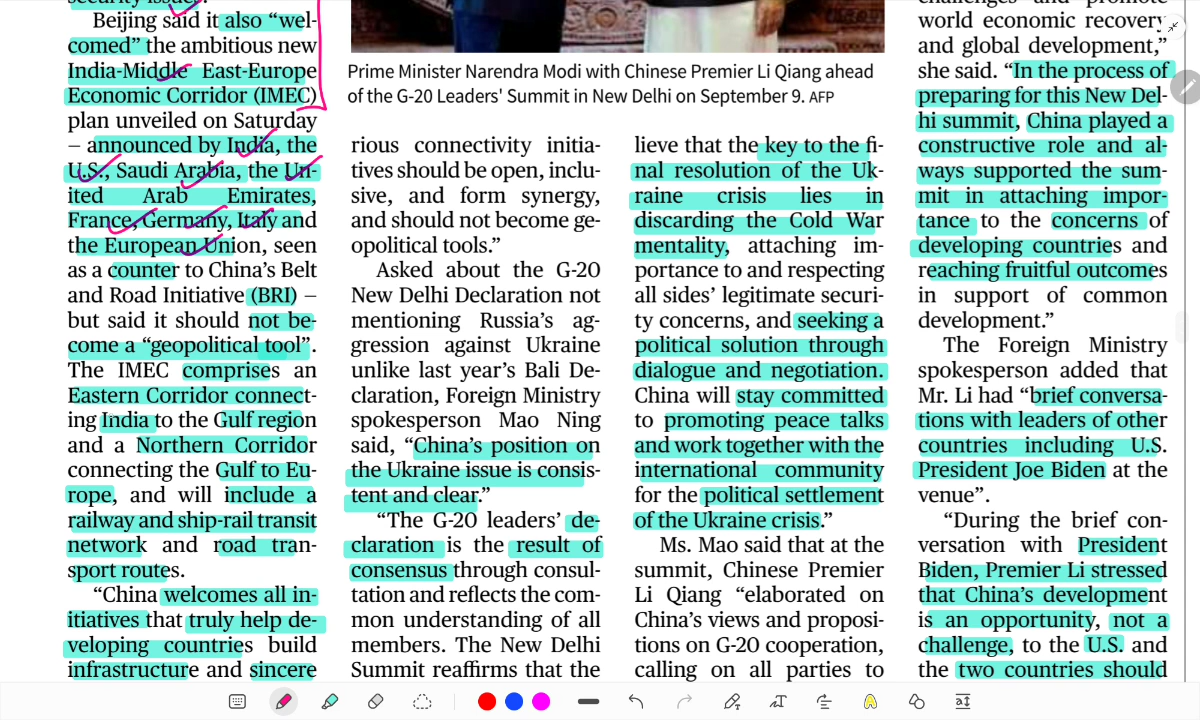 security issues.
Beijing said it also “wel-
comed” the ambitious new
India-Middle East-Europe
Economic Corridor (IMEC)
plan unveiled on Saturday
– announced by India, the
U.S., Saudi Arabia, the Un-
ited Arab Emirates,
France, Germany, Italy and
the European Union, seen
as a counter to China’s Belt
and Road Initiative (BRI) –
but said it should not be-
come a “geopolitical tool”.
The IMEC comprises an
Eastern Corridor connect-
ing India to the Gulf region
and a Northern Corridor
connecting the Gulf to Eu-
rope, and will include a
railway and ship-rail transit
network and road tran-
sport routes.
“China welcomes all in-
itiatives that truly help de-
veloping countries build
infrastructure and sincere
Prime Minister Narendra Modi with Chinese Premier Li Qiang ahead
of the G-20 Leaders' Summit in New Delhi on September 9. AFP
rious connectivity initia-
tives should be open, inclu-
sive, and form synergy,
and should not become ge-
opolitical tools.”
Asked about the G-20
New Delhi Declaration not
mentioning Russia’s ag-
gression against Ukraine
unlike last year’s Bali De-
claration, Foreign Ministry
spokesperson Mao Ning
said, “China’s position on
the Ukraine issue is consis-
tent and clear.”
“The G-20 leaders’ de-
claration is the result of
consensus through consul-
tation and reflects the com-
mon understanding of all
members. The New Delhi
Summit reaffirms that the
lieve that the key to the fi-
nal resolution of the Uk-
raine crisis lies in
discarding the Cold War
mentality, attaching im-
portance to and respecting
all sides’ legitimate securi-
ty concerns, and seeking a
political solution through
dialogue and negotiation.
China will stay committed
to promoting peace talks
and work together with the
international community
for the political settlement
of the Ukraine crisis.”
Ms. Mao said that at the
summit, Chinese Premier
Li Qiang “elaborated on
China’s views and proposi-
tions on G-20 cooperation,
calling on all parties to
challenges and promote
world economic recovery
and global development,”
she said. “In the process of
preparing for this New Del-
hi summit, China played a
constructive role and al-
ways supported the sum-
mit in attaching impor-
tance to the concerns of
developing countries and
reaching fruitful outcomes
in support of common
development.”
The Foreign Ministry
spokesperson added that
Mr. Li had “brief conversa-
tions with leaders of other
countries including U.S.
President Joe Biden at the
venue”.
“During the brief con-
versation with President
Biden, Premier Li stressed
that China’s development
is an opportunity, not a
challenge, to the U.S. and
the two countries should